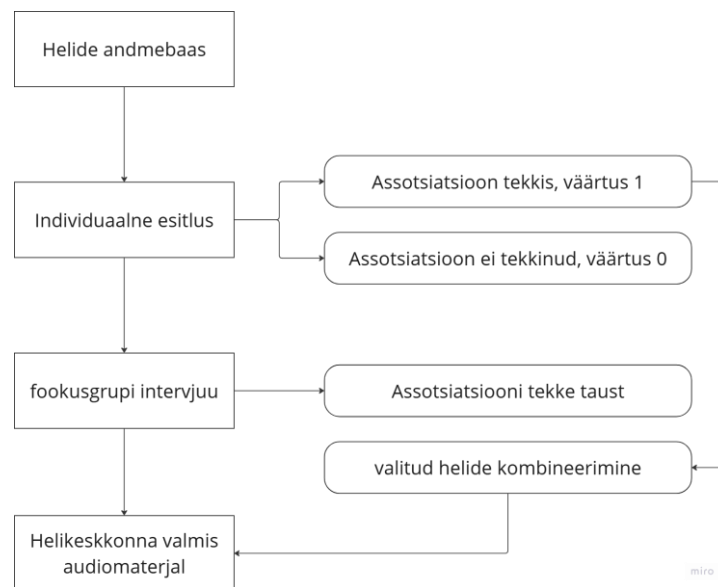 Helide andmebaas
Assotsiatsioon tekkis, väärtus 1
Individuaalne esitlus
Assotsiatsioon ei tekkinud, väärtus 0
fookusgrupi intervjuu
Assotsiatsiooni tekke taust
valitud helide kombineerimine
Helikeskkonna valmis
audiomaterjal
miro